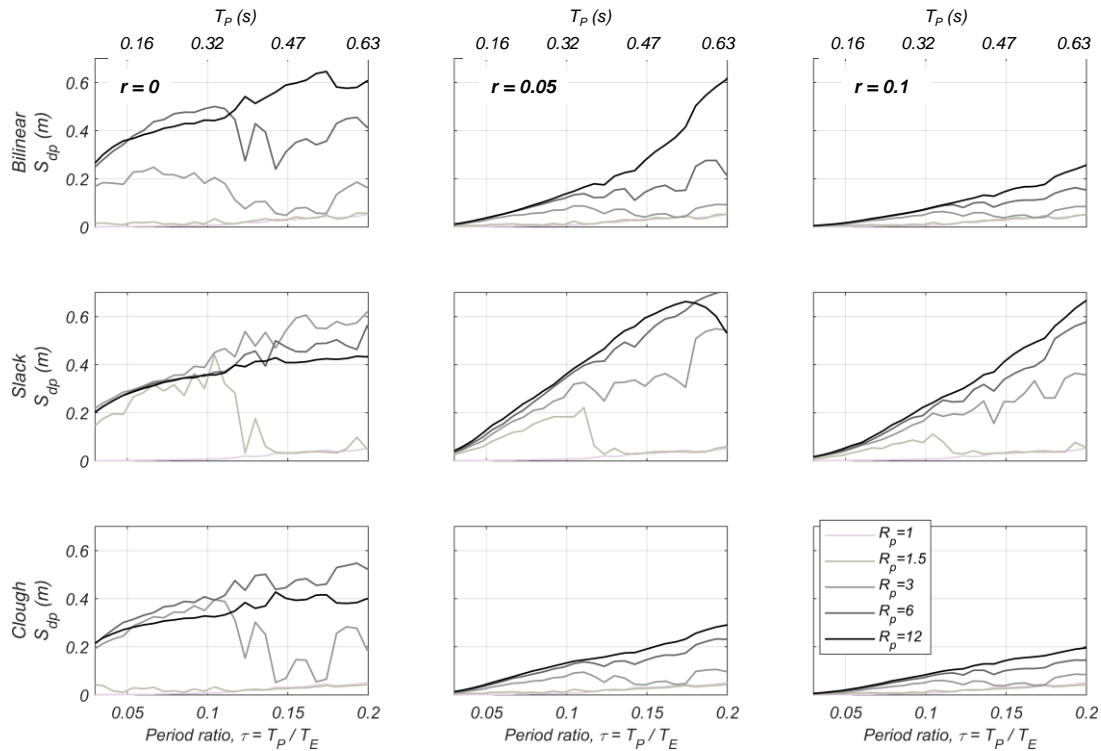 T_P (s) T_P (s) T_P (s)
0.16 0.32 0.47 0.63 0.16 0.32 0.47 0.63 0.16 0.32 0.47 0.63
r = 0 r = 0.05 r = 0.1
Bilinear
S_dp (m)
0.6
0.4
0.2
0
Slack
S_dp (m)
0.6
0.4
0.2
0
Clough
S_dp (m)
0.6
0.4
0.2
0
R_p=1
R_p=1.5
R_p=3
R_p=6
R_p=12
0.05 0.1 0.15 0.2 0.05 0.1 0.15 0.2 0.05 0.1 0.15 0.2
Period ratio, τ = T_P / T_E Period ratio, τ = T_P / T_E Period ratio, τ = T_P / T_E